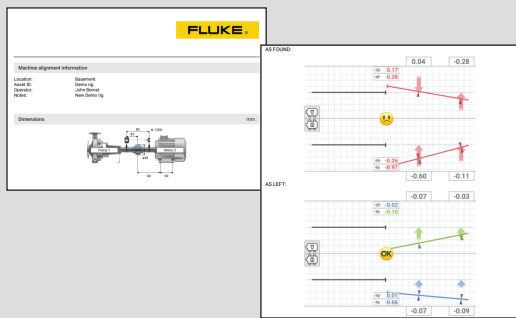 FLUKE®
Machine alignment information
Location: Basement
Asset ID: Demo rig
Operator: John Bernet
Notes: New Demo rig
Dimensions mm
Pump 1
Motor 2
AS FOUND:
0.04 -0.28
0.17
0.28
-0.26
-0.97
-0.60 -0.11
AS LEFT:
-0.07 -0.03
-0.02
-0.10
OK
0.01
-0.06
-0.07 -0.09